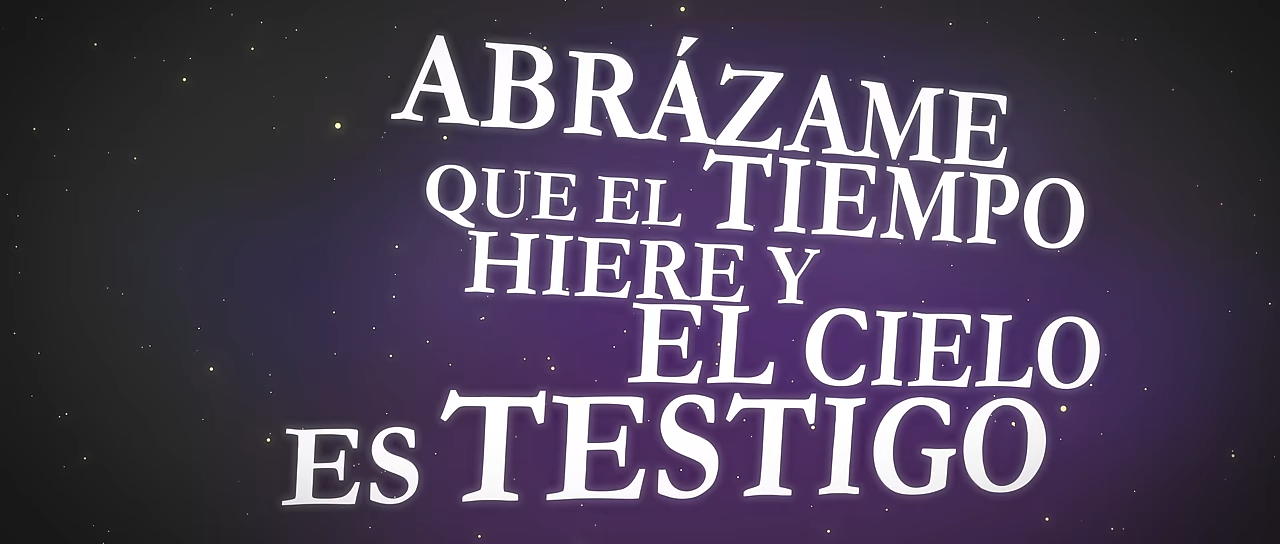 ABRÁZAME
QUE EL TIEMPO
HIERE Y
EL CIELO
ES TESTIGO